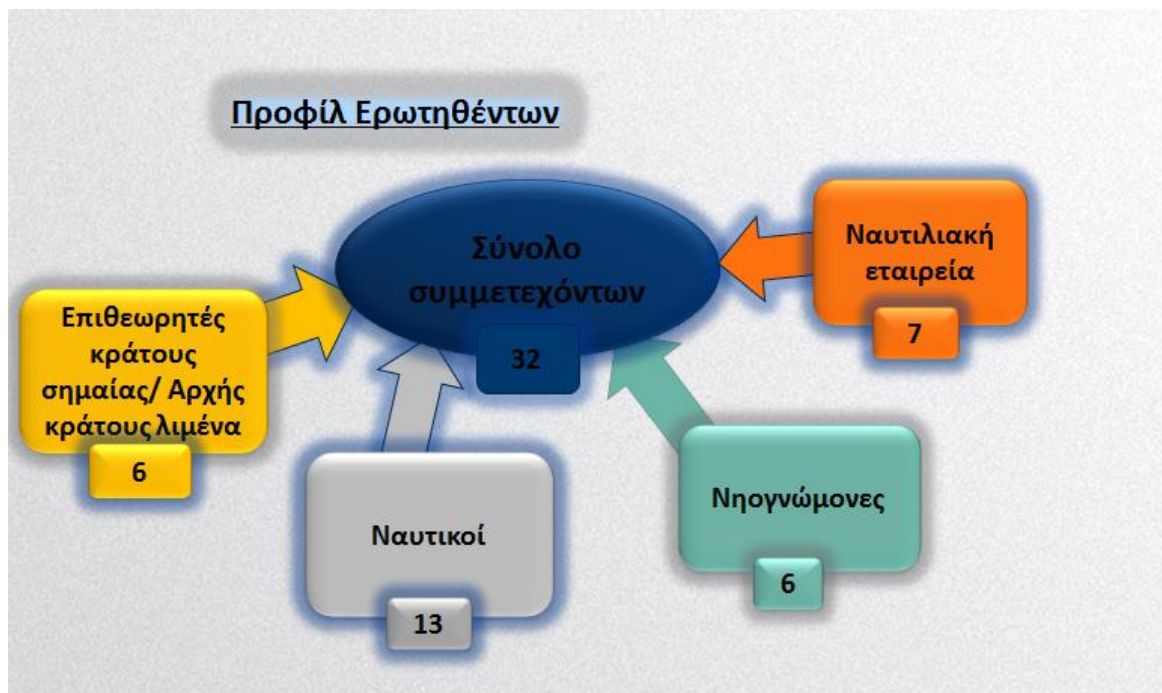 Προφίλ Ερωτηθέντων
Σύνολο
συμμετεχόντων
32
Ναυτιλιακή
εταιρεία
7
Επιθεωρητές
κράτους
σημαίας/ Αρχής
κράτους λιμένα
6
Ναυτικοί
13
Νηογνώμονες
6